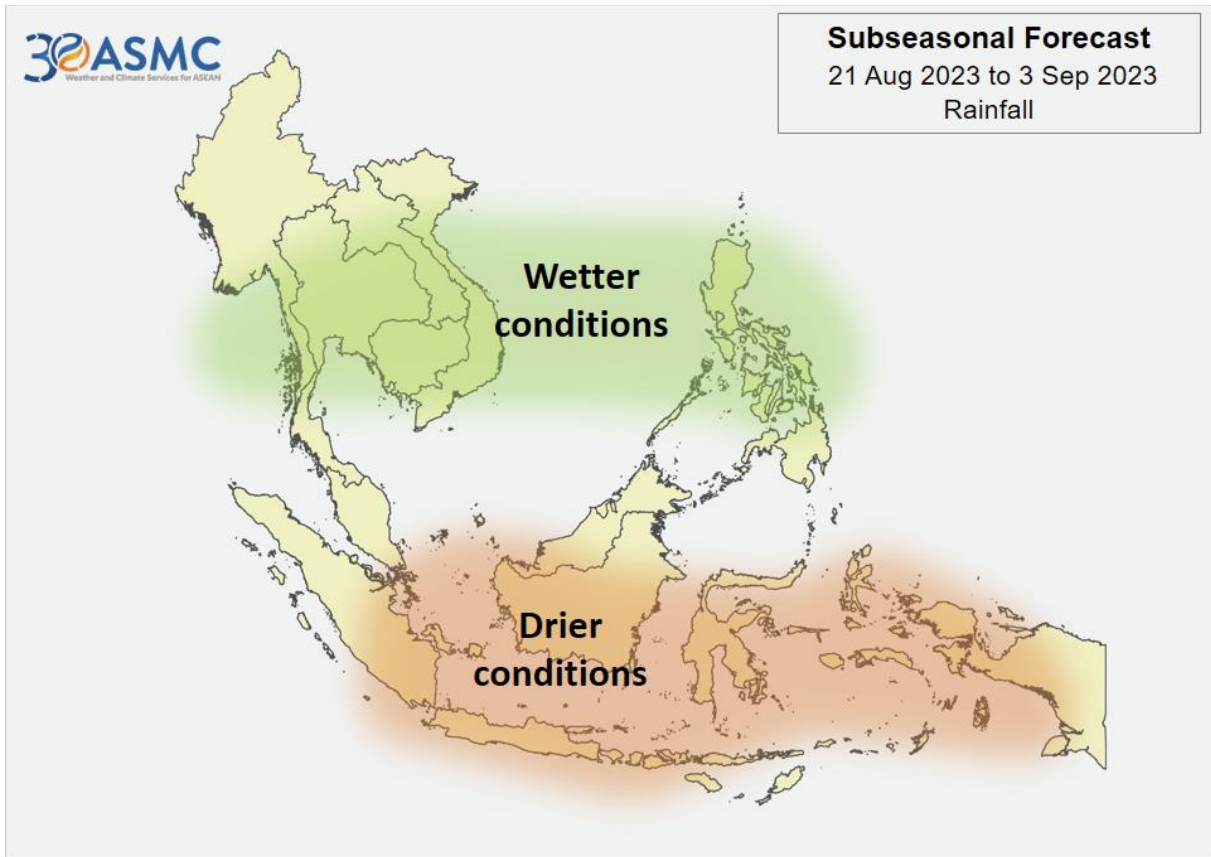 30 ASMC
Weather and Climate Services for ASEAN
Subseasonal Forecast
21 Aug 2023 to 3 Sep 2023
Rainfall
Wetter
conditions
Drier
conditions